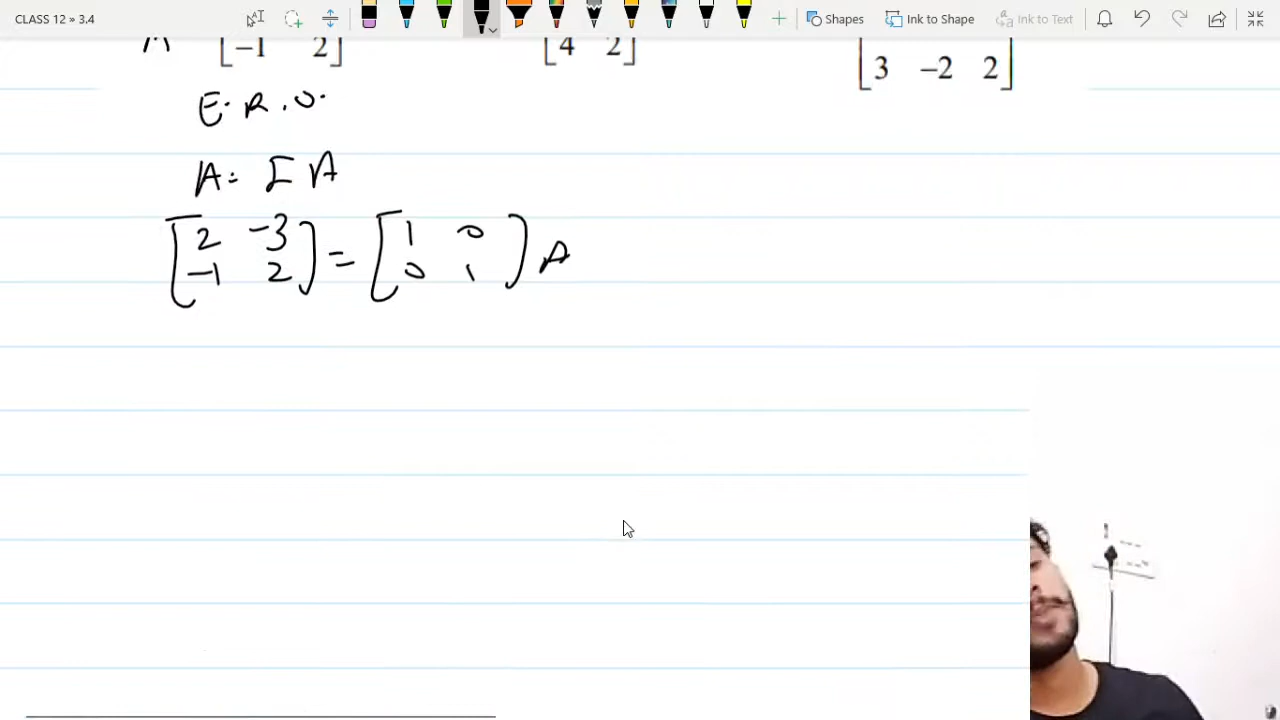 CLASS 12 » 3.4
Shapes Ink to Shape Ink to Text
[-1 2] [4 2]
[3 -2 2]
E.R.O.
A = I A
[2 -3] = [1 0] A
[-1 2] [0 1]